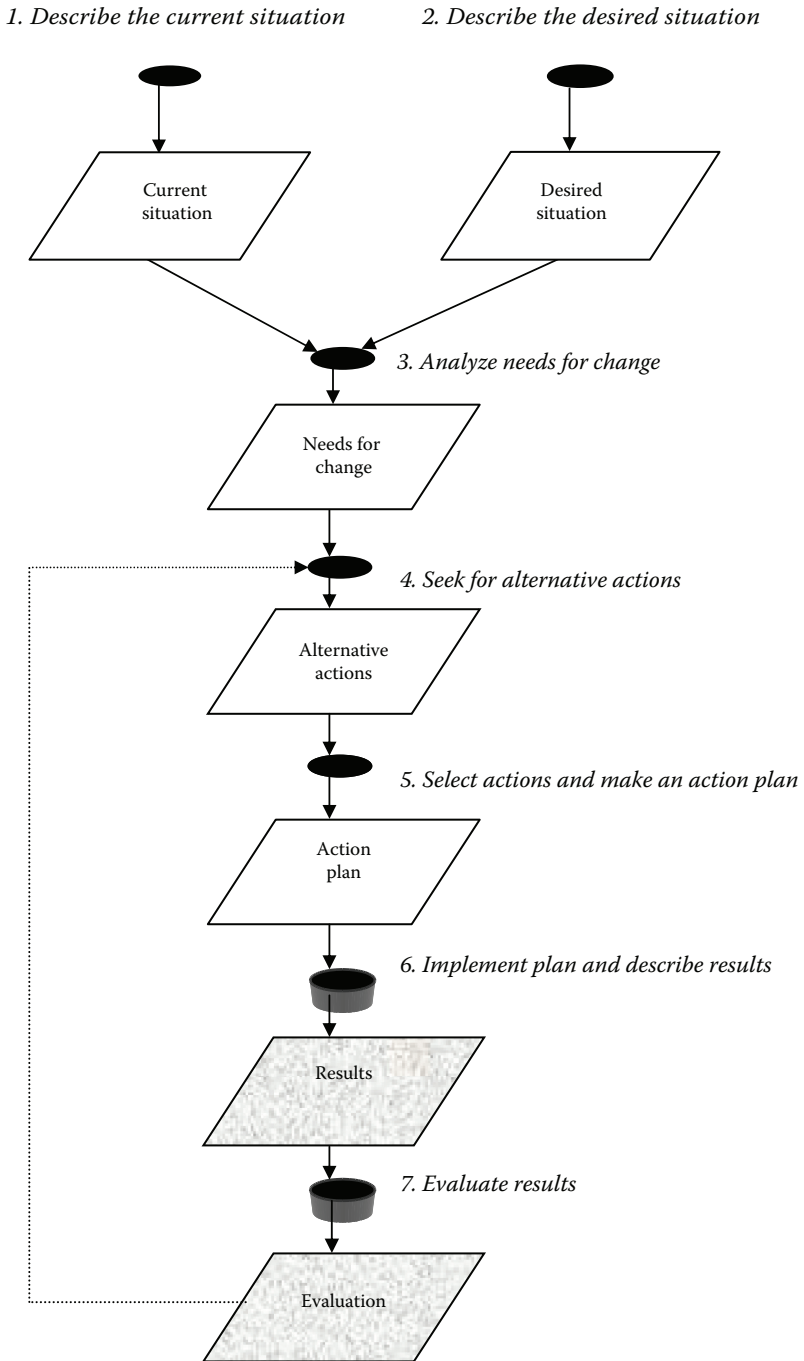 1. Describe the current situation
2. Describe the desired situation
Current
situation
Desired
situation
3. Analyze needs for change
Needs for
change
4. Seek for alternative actions
Alternative
actions
5. Select actions and make an action plan
Action
plan
6. Implement plan and describe results
Results
7. Evaluate results
Evaluation